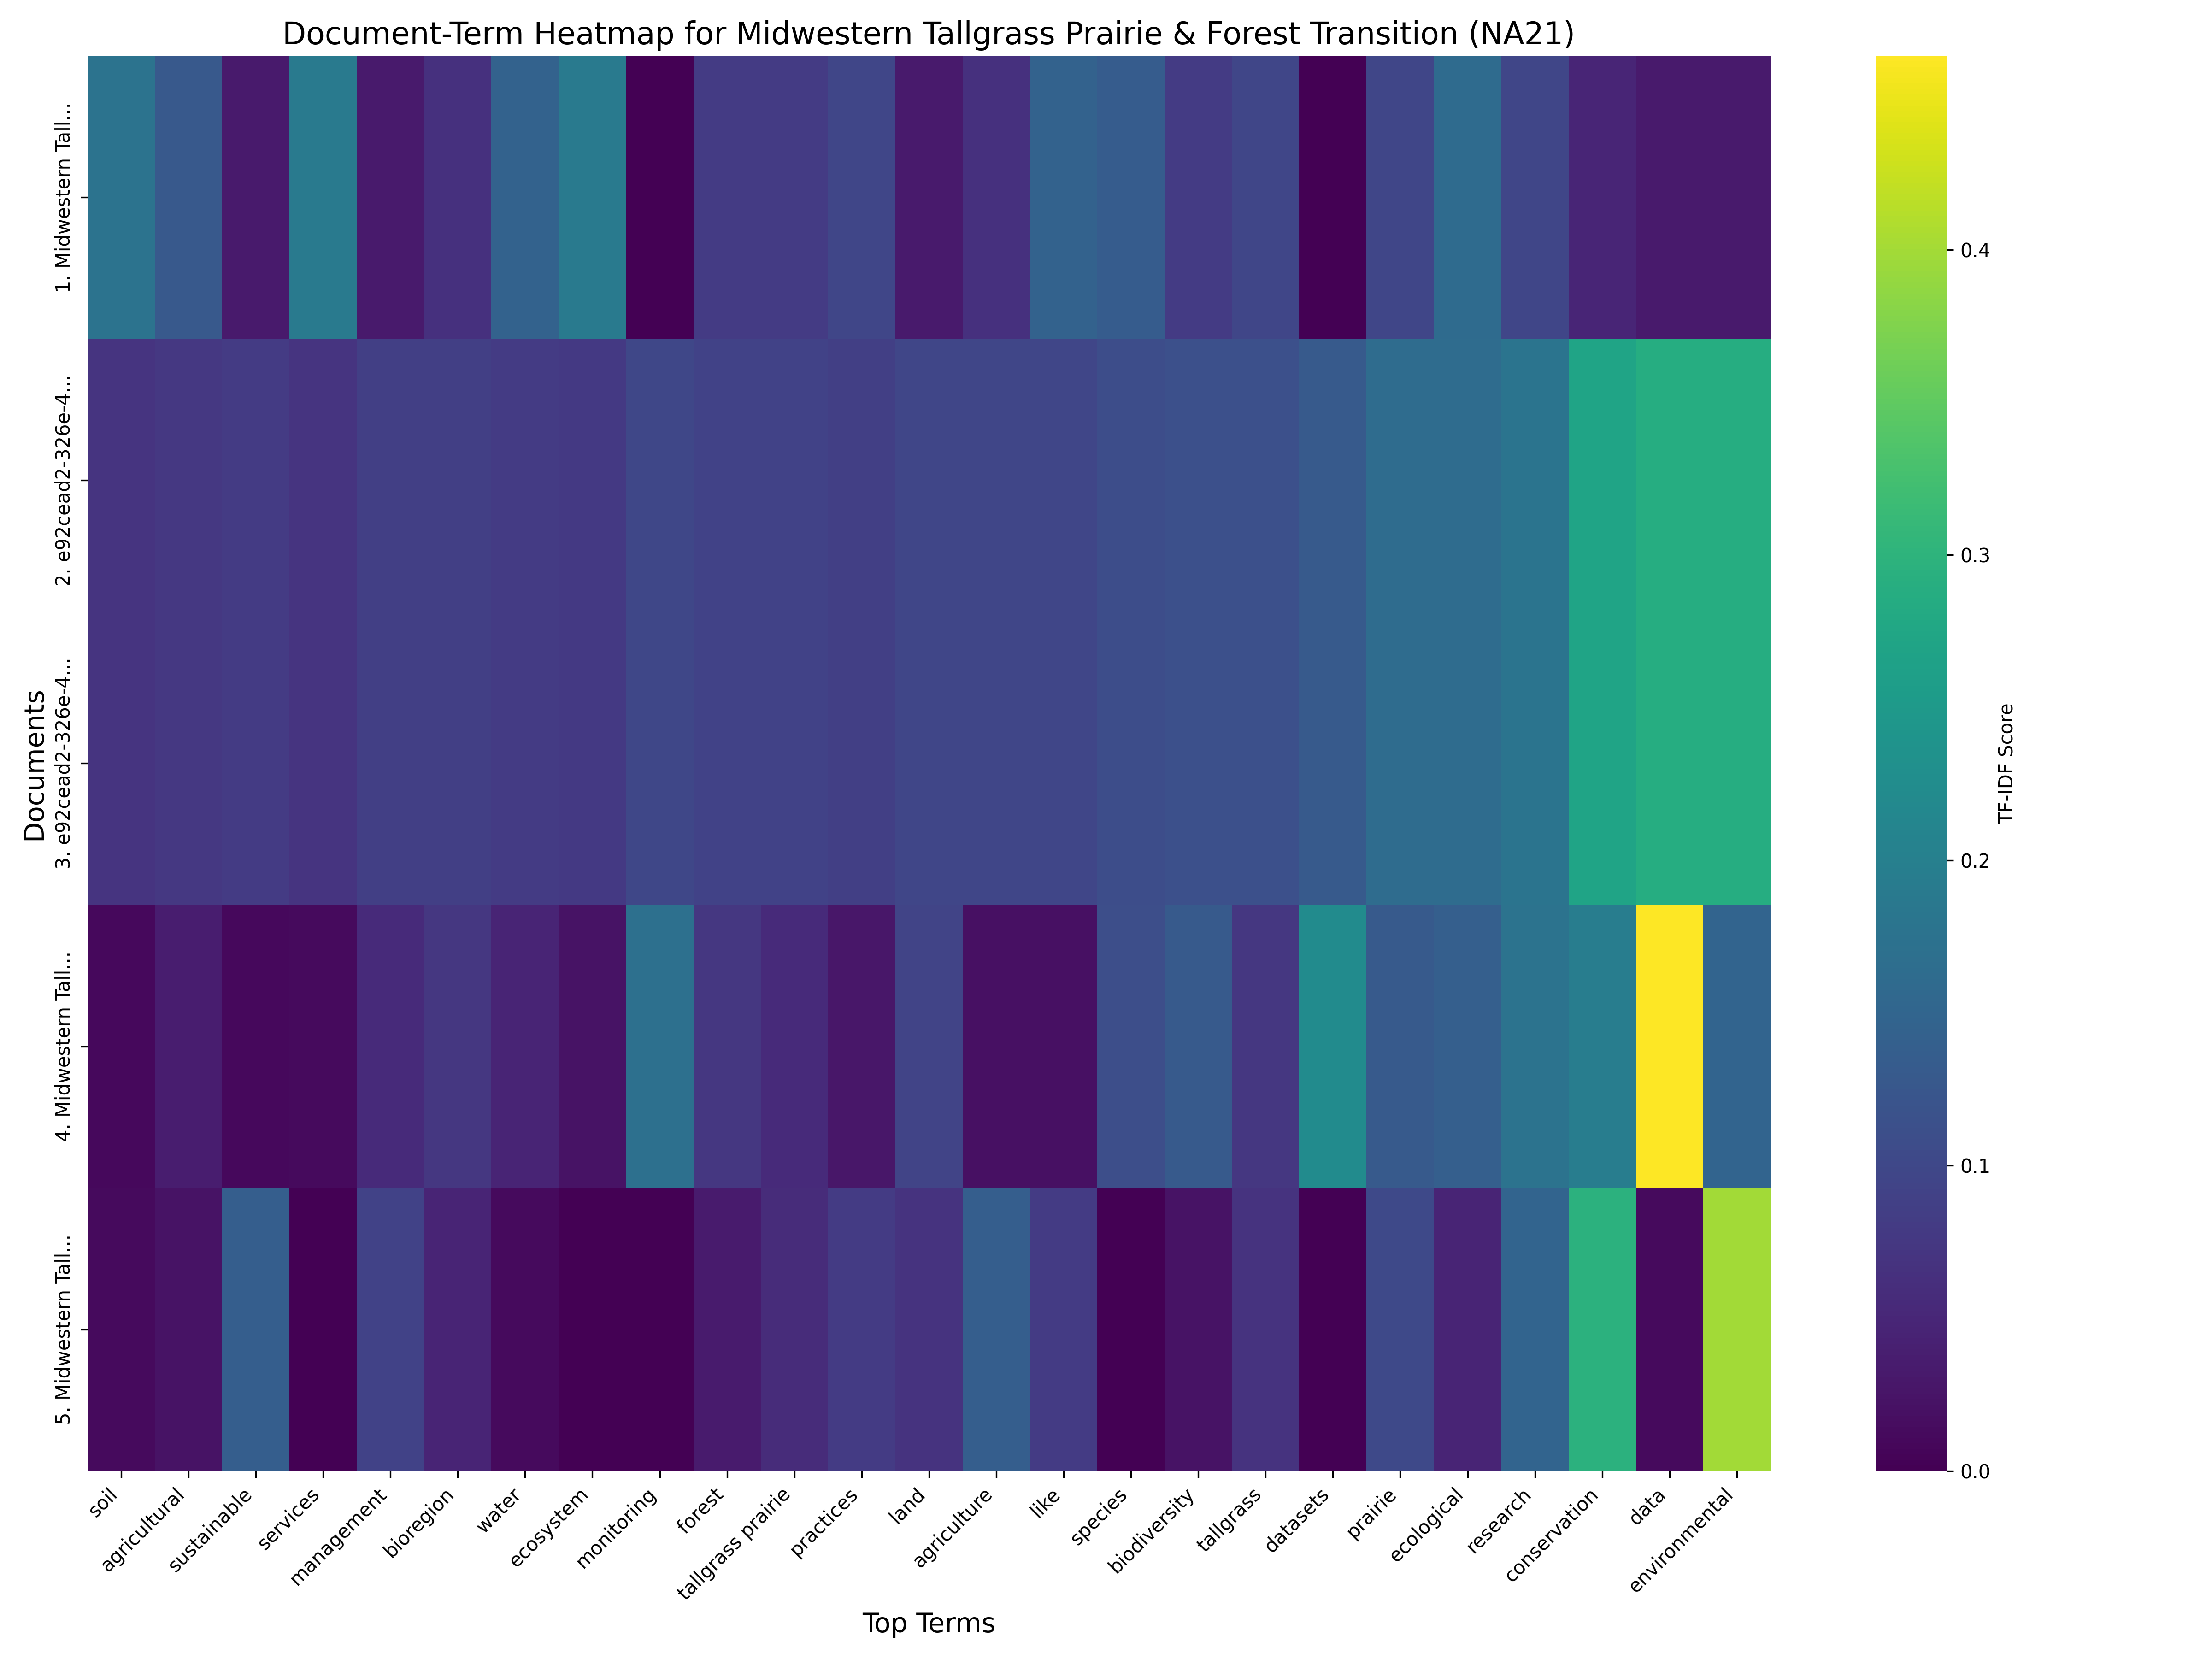 Document-Term Heatmap for Midwestern Tallgrass Prairie & Forest Transition (NA21)
Documents
1. Midwestern Tall...
2. e92cead2-326e-4...
3. e92cead2-326e-4...
4. Midwestern Tall...
5. Midwestern Tall...
soil
agricultural
sustainable
services
management
bioregion
water
ecosystem
monitoring
forest
tallgrass prairie
practices
land
agriculture
like
species
biodiversity
tallgrass
datasets
prairie
ecological
research
conservation
data
environmental
Top Terms
0.4
0.3
0.2
0.1
0.0
TF-IDF Score